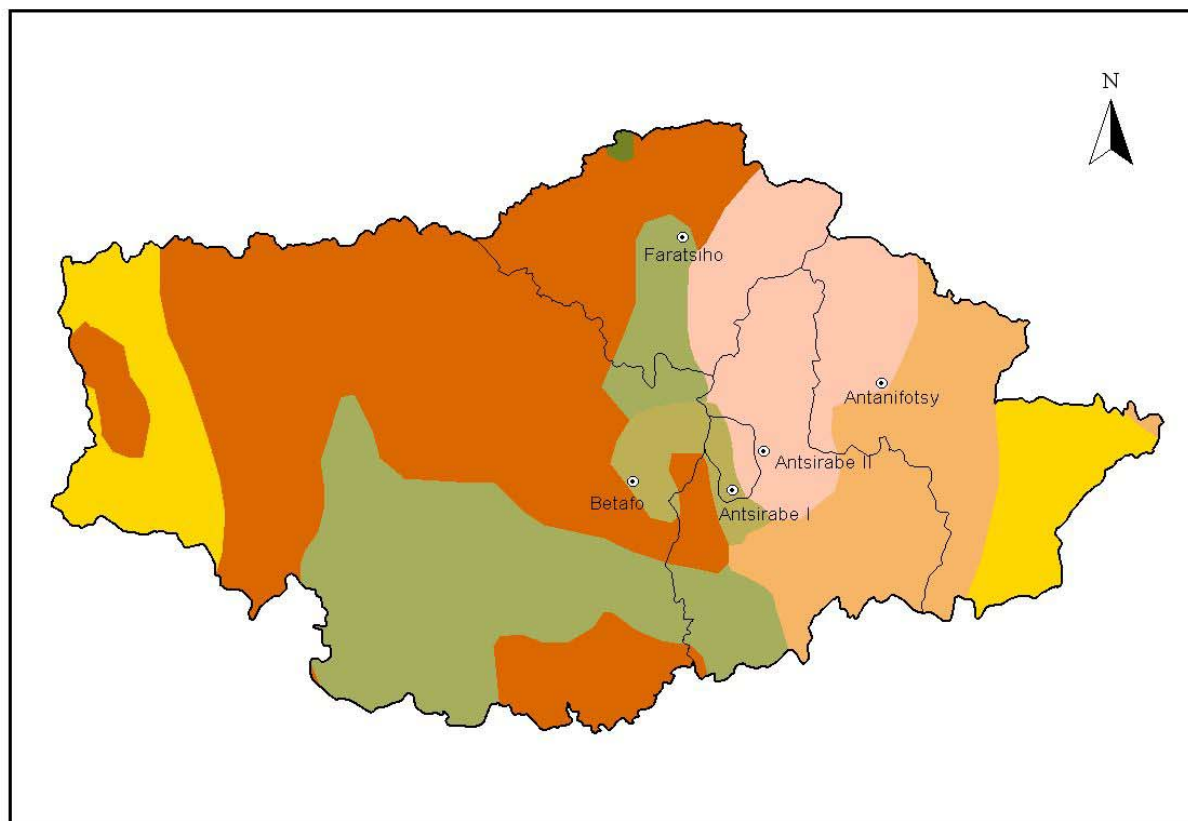 N
Faratsiho
Antanifotsy
Antsirabe II
Betafo
Antsirabe I